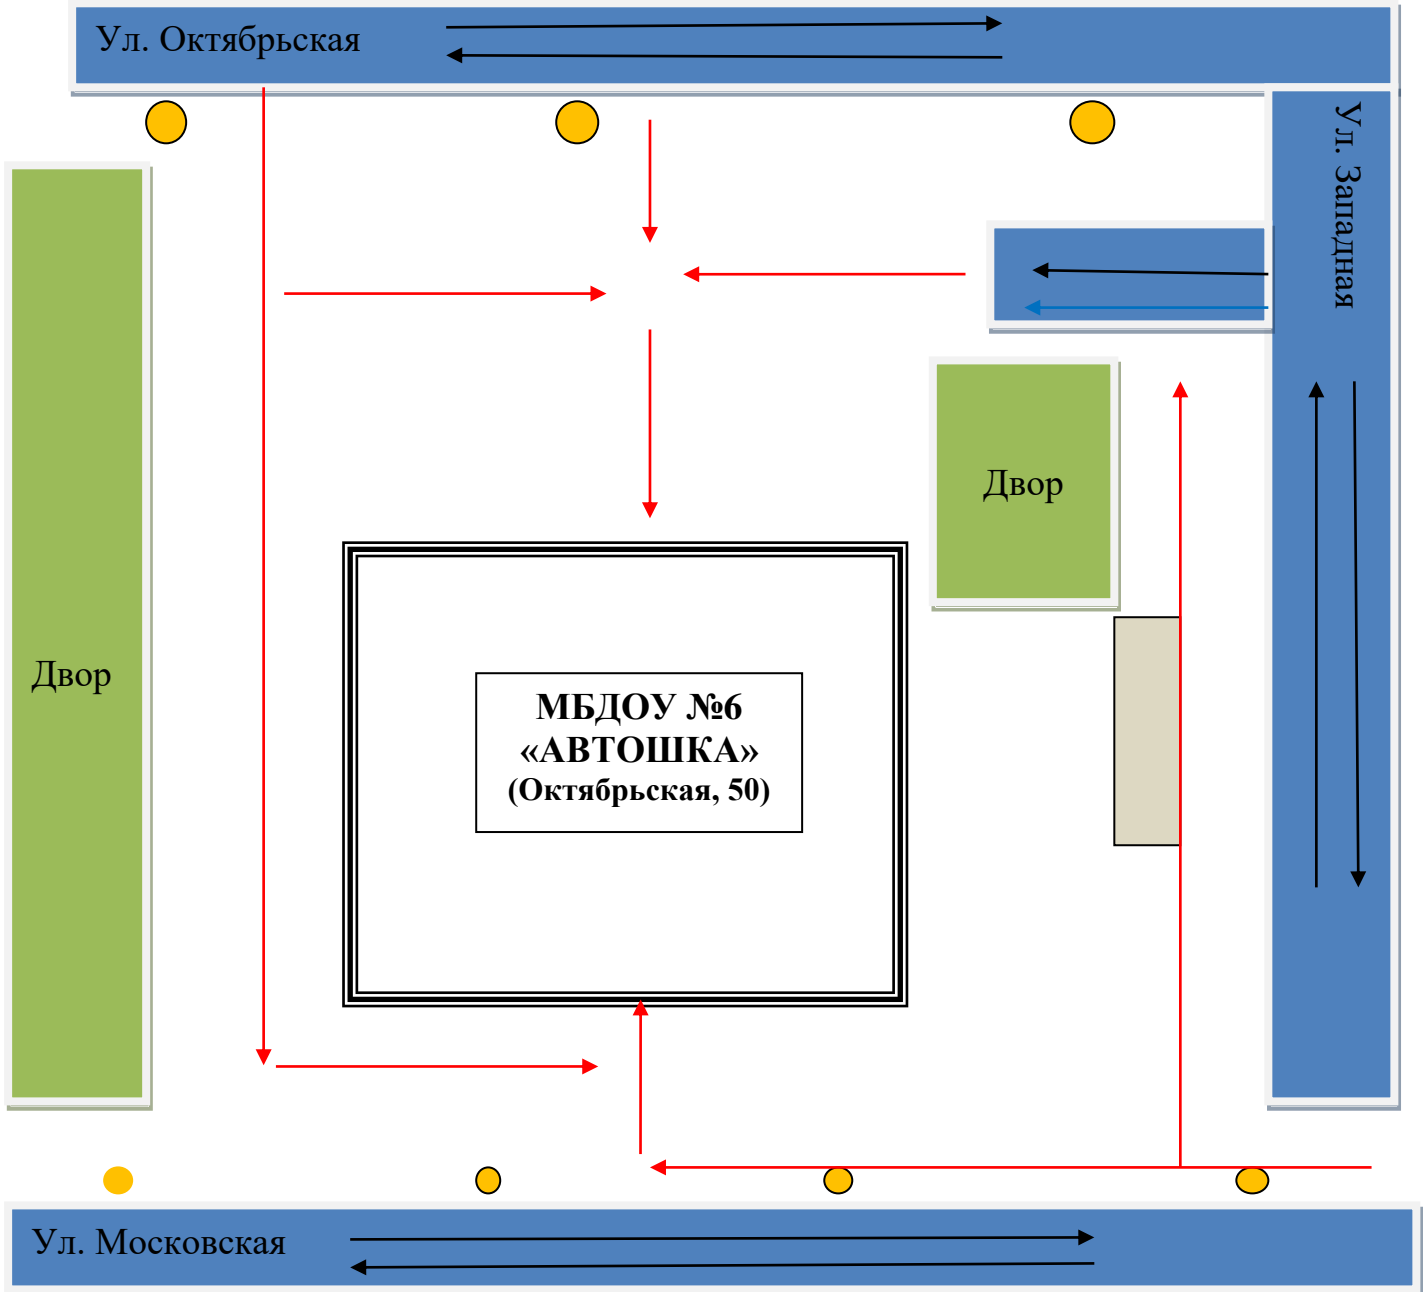 Ул. Октябрьская
Ул. Западная
Двор
Двор
МБДОУ №6
«АВТОШКА»
(Октябрьская, 50)
Ул. Московская